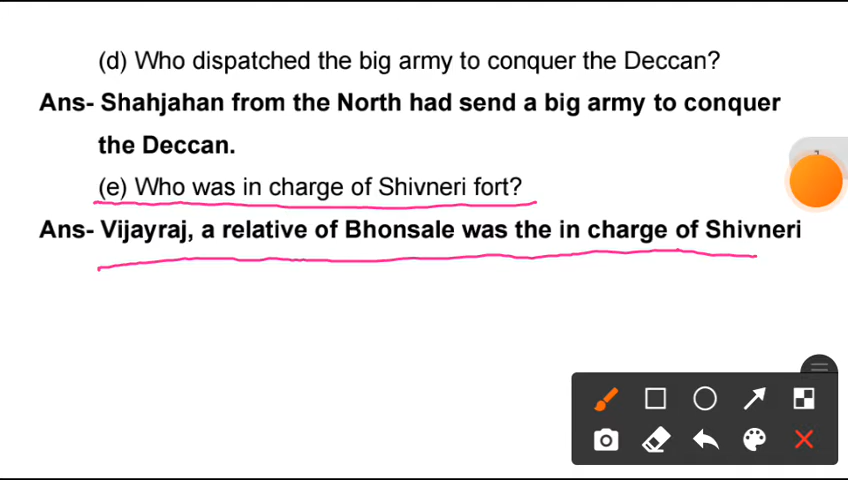 (d) Who dispatched the big army to conquer the Deccan?
Ans- Shahjahan from the North had send a big army to conquer
the Deccan.
(e) Who was in charge of Shivneri fort?
Ans- Vijayraj, a relative of Bhonsale was the in charge of Shivneri